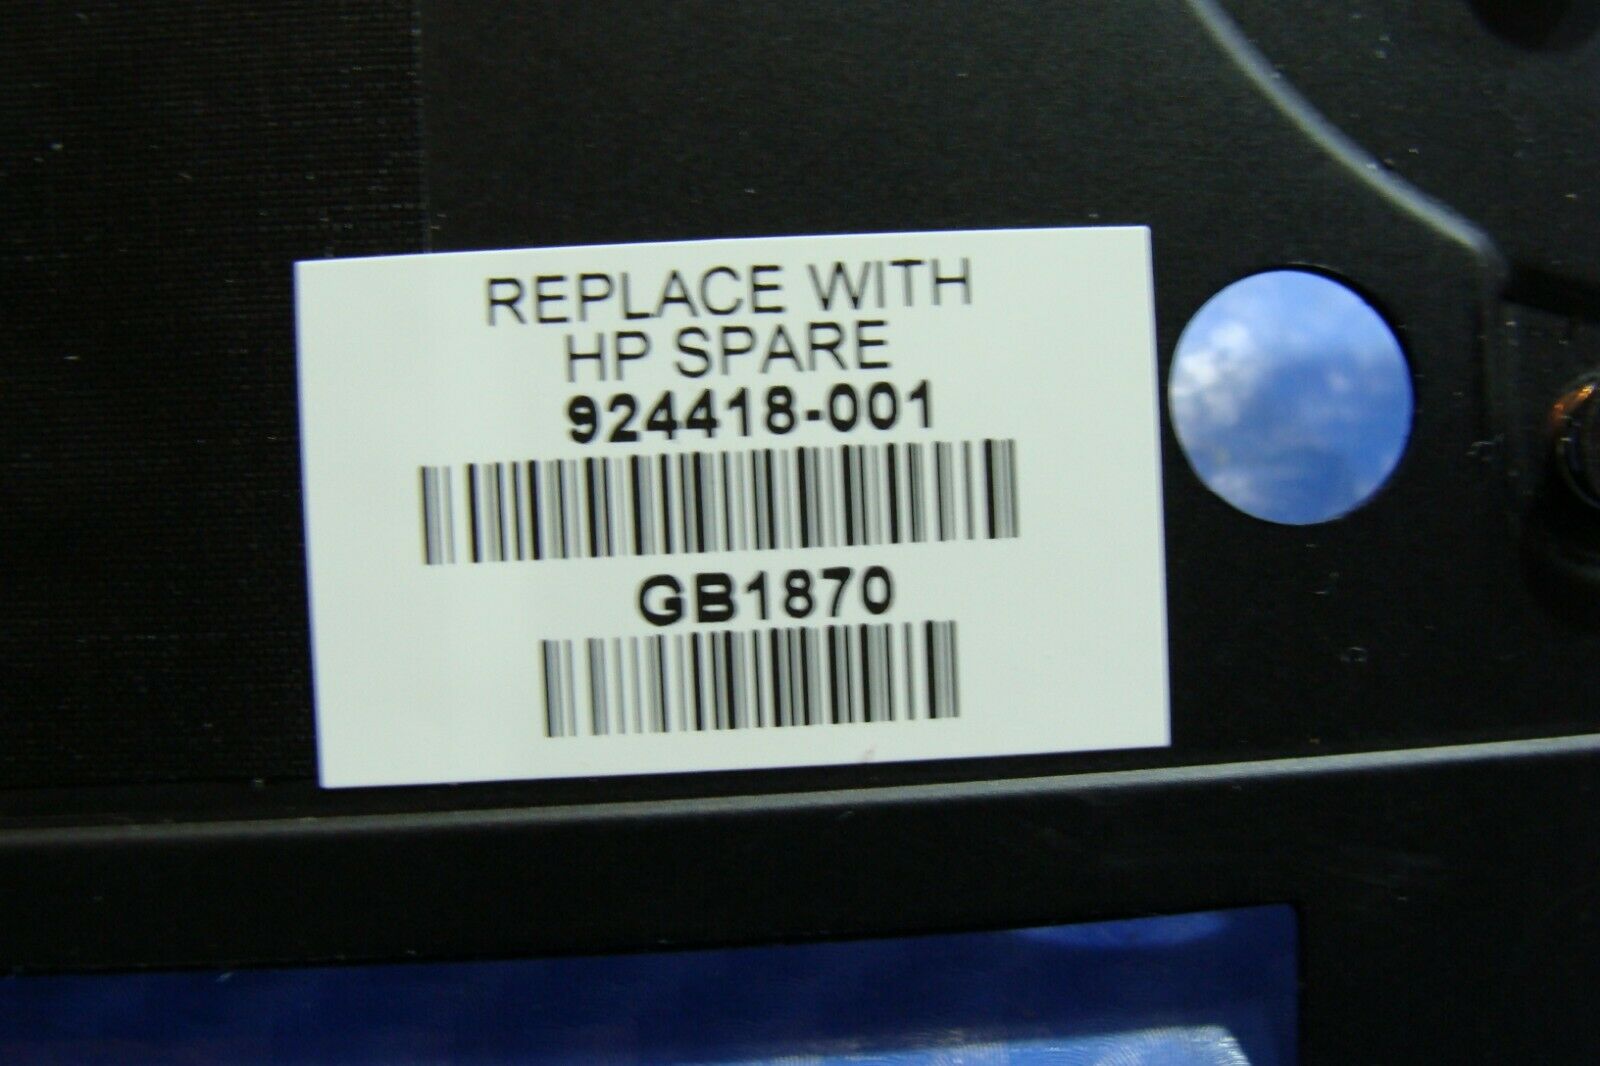 REPLACE WITH
HP SPARE
924418-001
GB1870